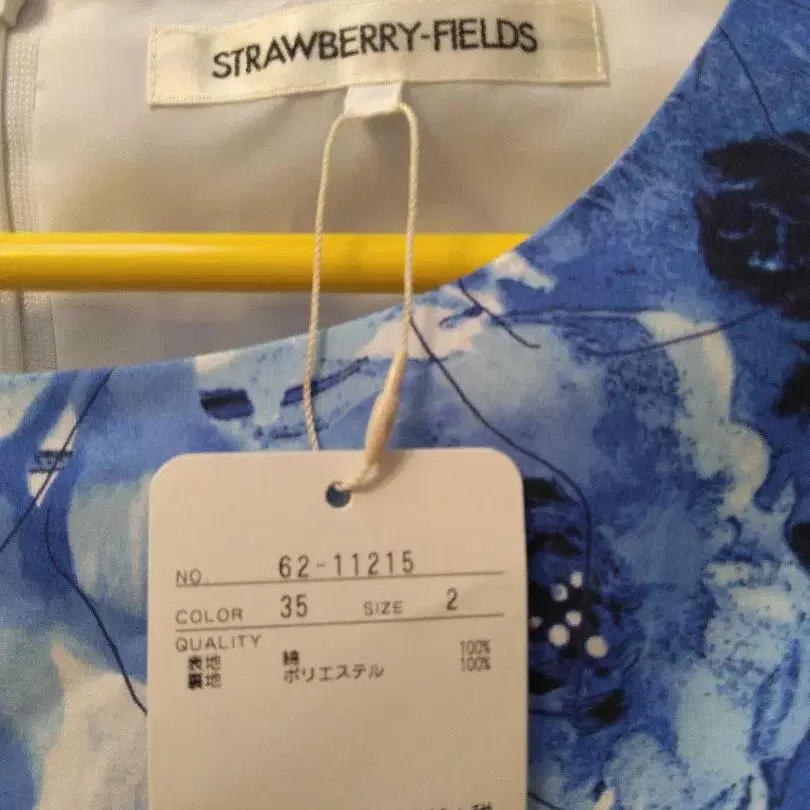 STRAWBERRY-FIELDS
NO. 62-11215
COLOR 35 SIZE 2
QUALITY
表地 綿 100%
裏地 ポリエステル 100%